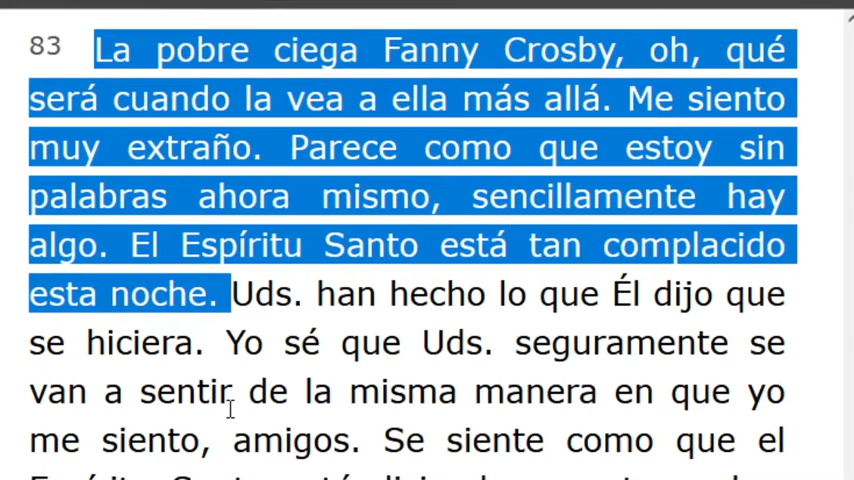 83 La pobre ciega Fanny Crosby, oh, qué
será cuando la vea a ella más allá. Me siento
muy extraño. Parece como que estoy sin
palabras ahora mismo, sencillamente hay
algo. El Espíritu Santo está tan complacido
esta noche. Uds. han hecho lo que Él dijo que
se hiciera. Yo sé que Uds. seguramente se
van a sentir de la misma manera en que yo
me siento, amigos. Se siente como que el
Espíritu Santo está